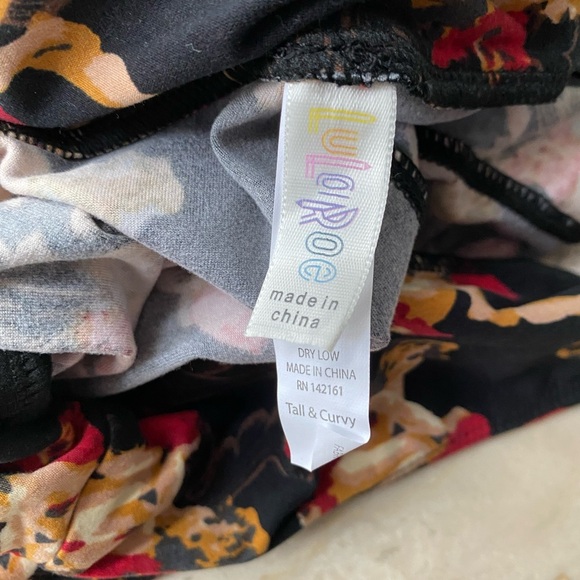 LuLaRoe
made in
china
DRY LOW
MADE IN CHINA
RN 142161
Tall & Curvy